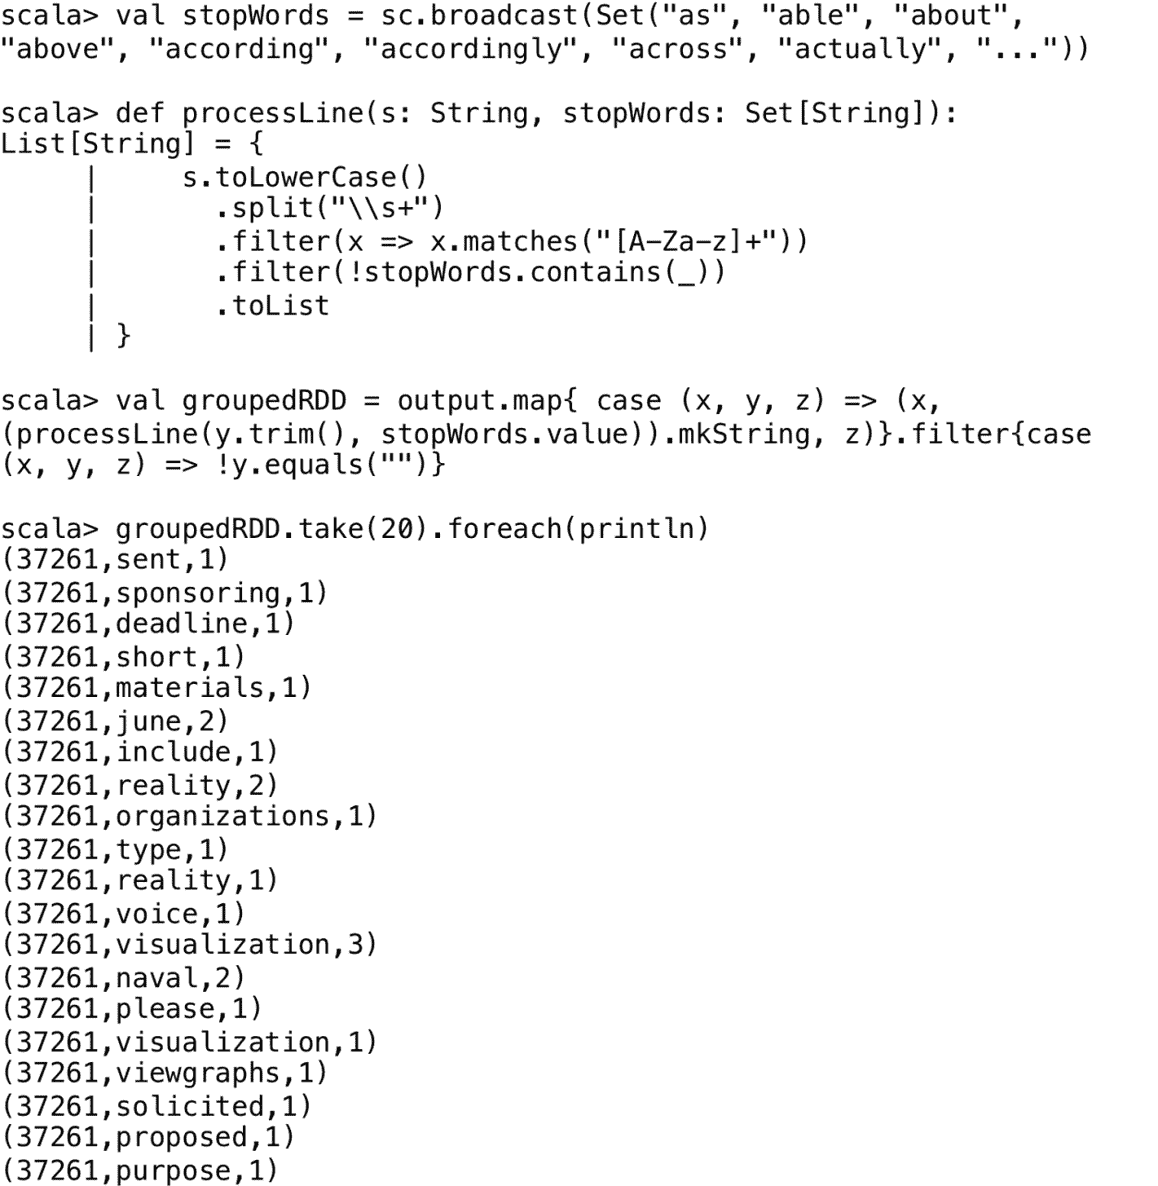 scala> val stopWords = sc.broadcast(Set("as", "able", "about",
"above", "according", "accordingly", "across", "actually", "..."))
scala> def processLine(s: String, stopWords: Set[String]):
List[String] = {
     |     s.toLowerCase()
     |       .split("\\s+")
     |       .filter(x => x.matches("[A-Za-z]+"))
     |       .filter(!stopWords.contains(_))
     |       .toList
     | }
scala> val groupedRDD = output.map{ case (x, y, z) => (x,
(processLine(y.trim(), stopWords.value)).mkString, z)}.filter{case
(x, y, z) => !y.equals("")}
scala> groupedRDD.take(20).foreach(println)
(37261,sent,1)
(37261,sponsoring,1)
(37261,deadline,1)
(37261,short,1)
(37261,materials,1)
(37261,june,2)
(37261,include,1)
(37261,reality,2)
(37261,organizations,1)
(37261,type,1)
(37261,reality,1)
(37261,voice,1)
(37261,visualization,3)
(37261,naval,2)
(37261,please,1)
(37261,visualization,1)
(37261,viewgraphs,1)
(37261,solicited,1)
(37261,proposed,1)
(37261,purpose,1)